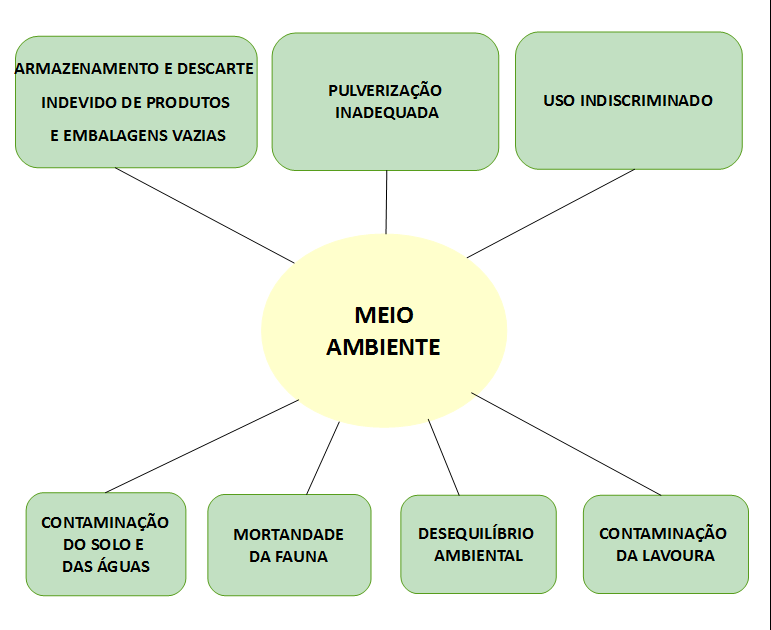 ARMAZENAMENTO E DESCARTE
INDEVIDO DE PRODUTOS
E EMBALAGENS VAZIAS
PULVERIZAÇÃO
INADEQUADA
USO INDISCRIMINADO
MEIO
AMBIENTE
CONTAMINAÇÃO
DO SOLO E
DAS ÁGUAS
MORTANDADE
DA FAUNA
DESEQUILÍBRIO
AMBIENTAL
CONTAMINAÇÃO
DA LAVOURA